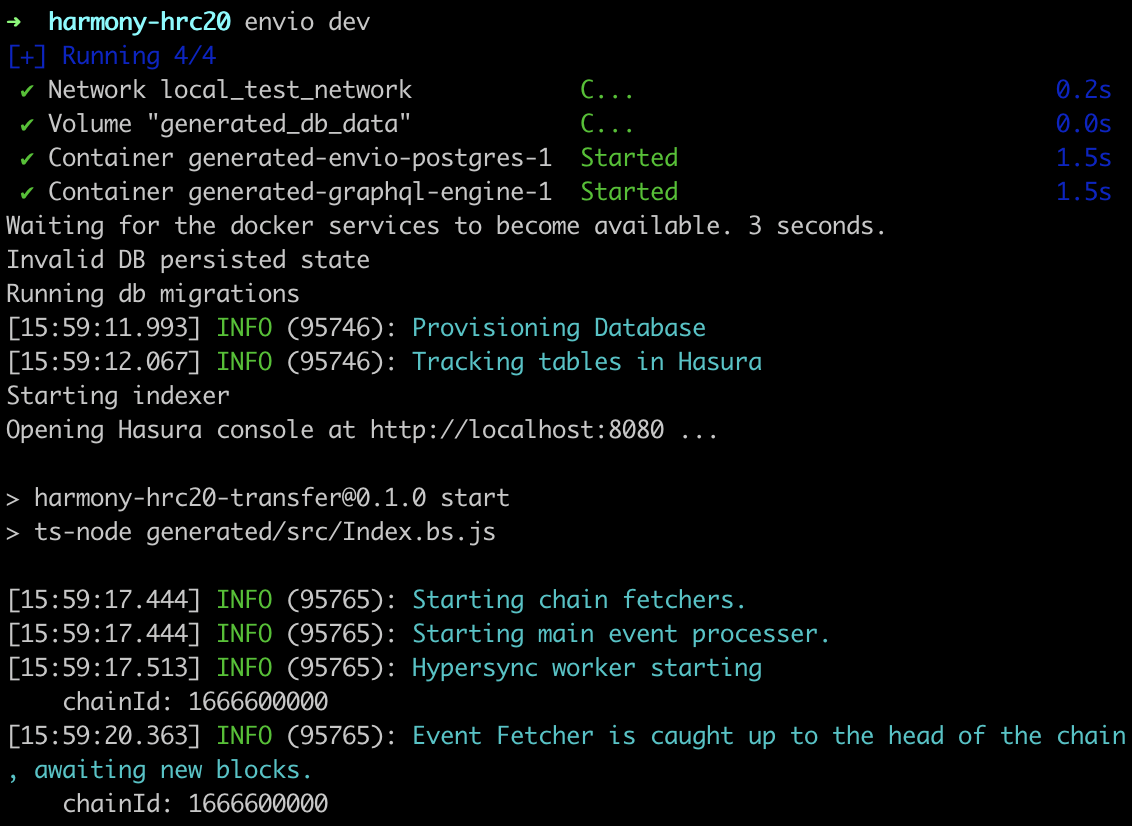 → harmony-hrc20 envio dev
[+] Running 4/4
✔ Network local_test_network C... 0.2s
✔ Volume "generated_db_data" C... 0.0s
✔ Container generated-envio-postgres-1 Started 1.5s
✔ Container generated-graphql-engine-1 Started 1.5s
Waiting for the docker services to become available. 3 seconds.
Invalid DB persisted state
Running db migrations
[15:59:11.993] INFO (95746): Provisioning Database
[15:59:12.067] INFO (95746): Tracking tables in Hasura
Starting indexer
Opening Hasura console at http://localhost:8080 ...
> harmony-hrc20-transfer@0.1.0 start
> ts-node generated/src/Index.bs.js
[15:59:17.444] INFO (95765): Starting chain fetchers.
[15:59:17.444] INFO (95765): Starting main event processer.
[15:59:17.513] INFO (95765): Hypersync worker starting
chainId: 1666600000
[15:59:20.363] INFO (95765): Event Fetcher is caught up to the head of the chain
, awaiting new blocks.
chainId: 1666600000